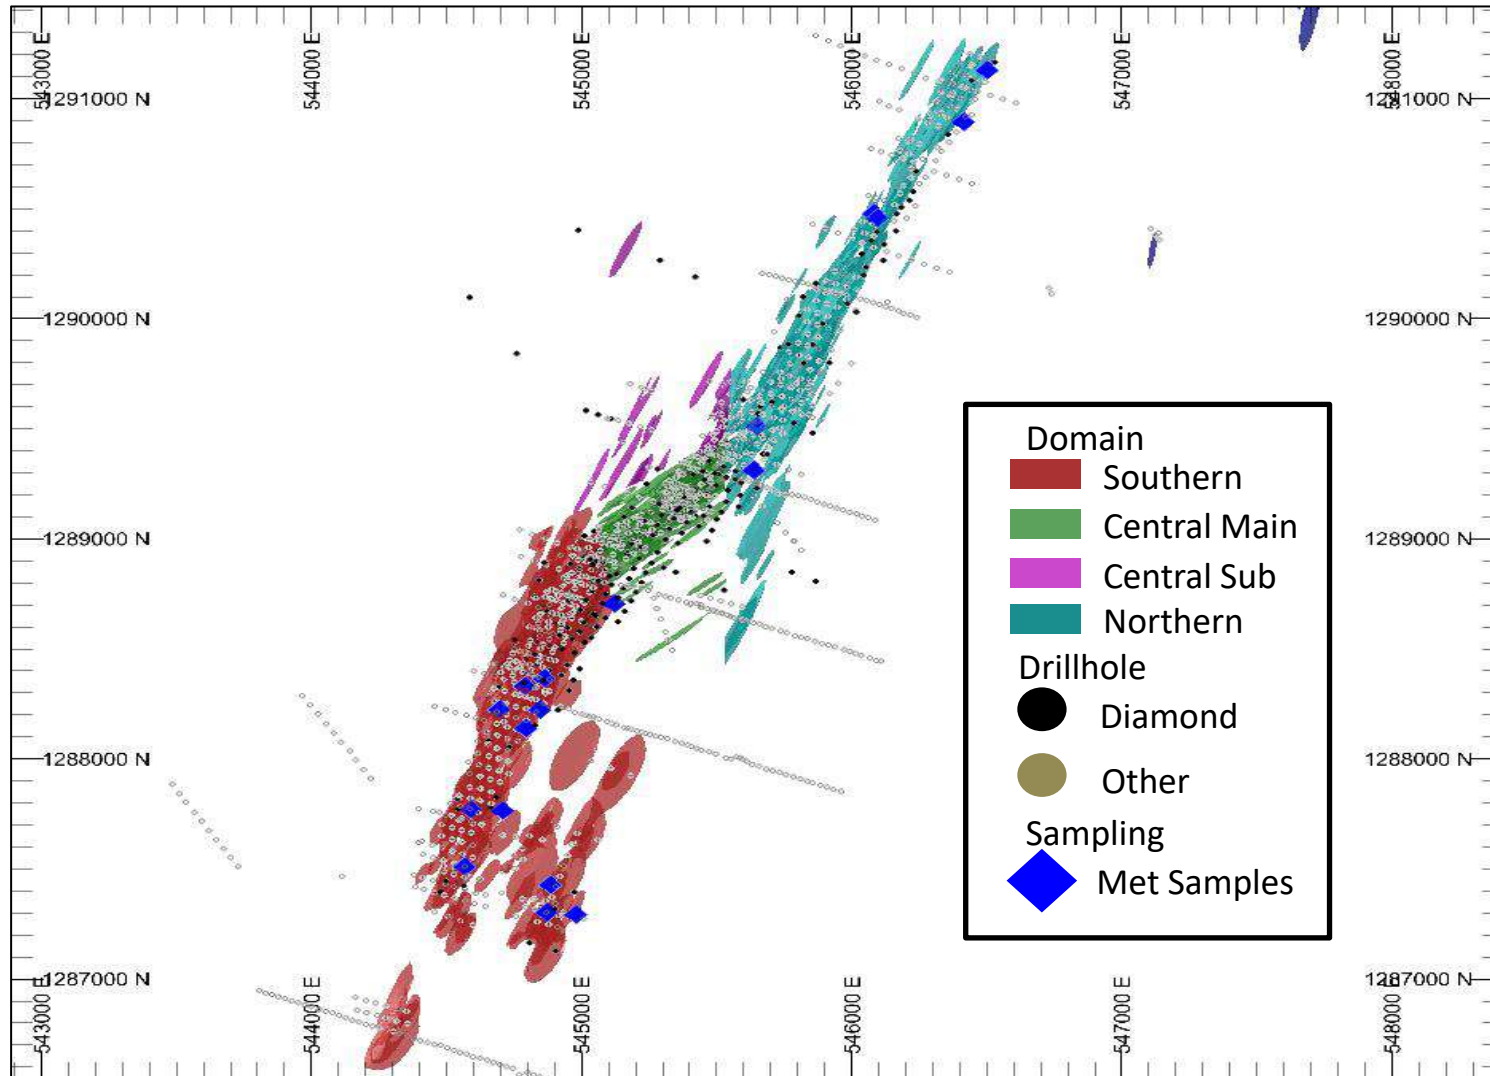 543000 E
544000 E
545000 E
546000 E
547000 E
548000 E
1291000 N
1291000 N
1290000 N
1290000 N
Domain
Southern
Central Main
Central Sub
Northern
Drillhole
Diamond
Other
Sampling
Met Samples
1289000 N
1289000 N
1288000 N
1288000 N
1287000 N
1287000 N
543000 E
544000 E
545000 E
546000 E
547000 E
548000 E